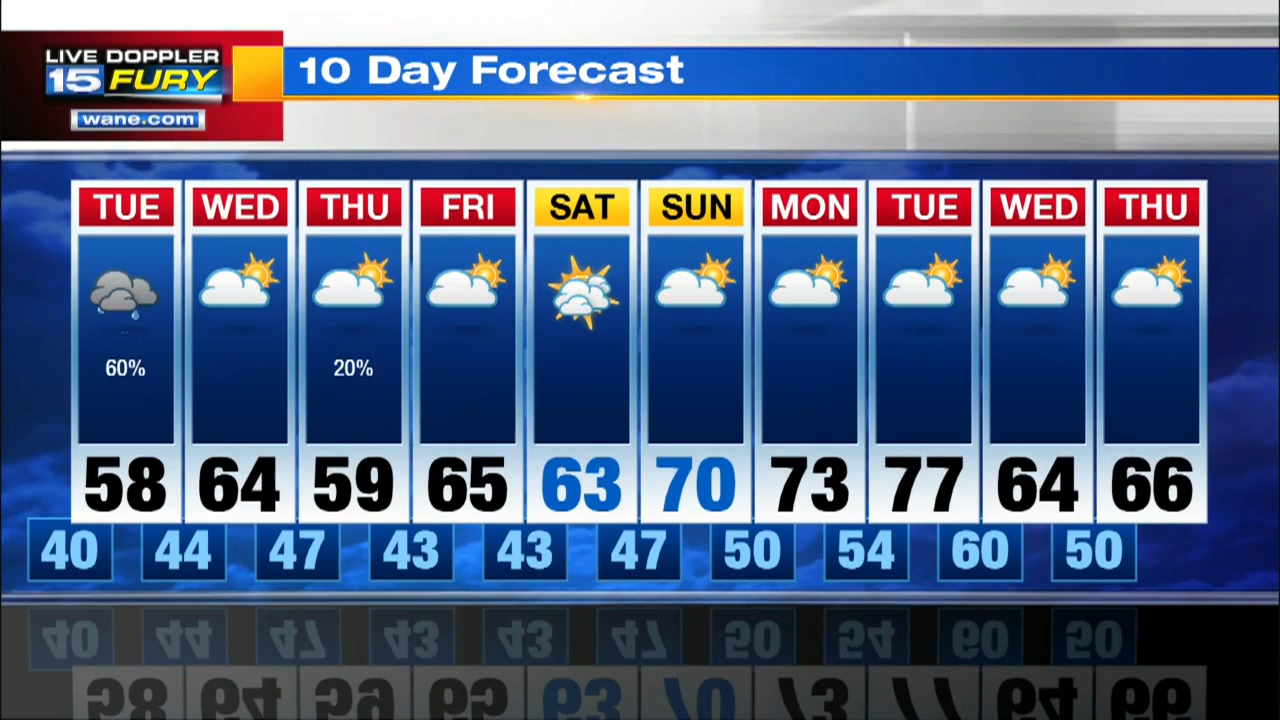 LIVE DOPPLER
15 FURY
wane.com
10 Day Forecast
TUE WED THU FRI SAT SUN MON TUE WED THU
60% 20%
58 64 59 65 63 70 73 77 64 66
40 44 47 43 43 47 50 54 60 50